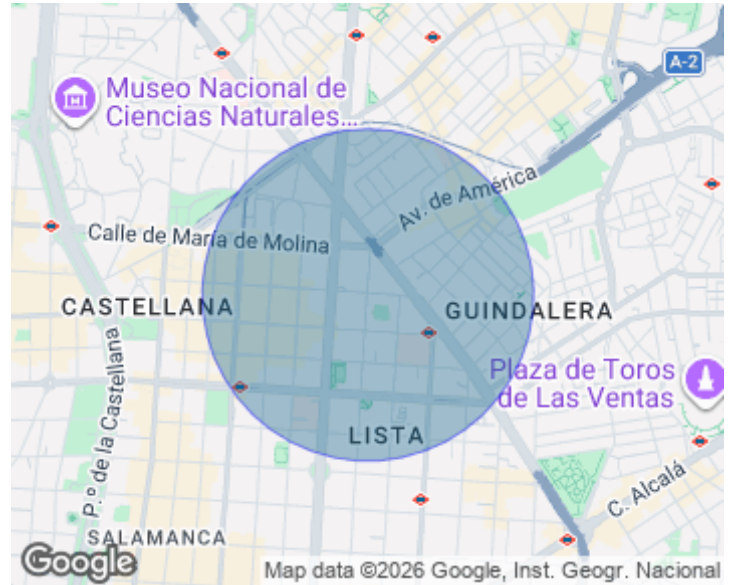 A-2
Museo Nacional de
Ciencias Naturales...
Av. de América
Calle de María de Molina
CASTELLANA
GUINDALERA
P.º de la Castellana
Plaza de Toros
de Las Ventas
LISTA
C. Alcalá
SALAMANCA
Google
Map data ©2026 Google, Inst. Geogr. Nacional